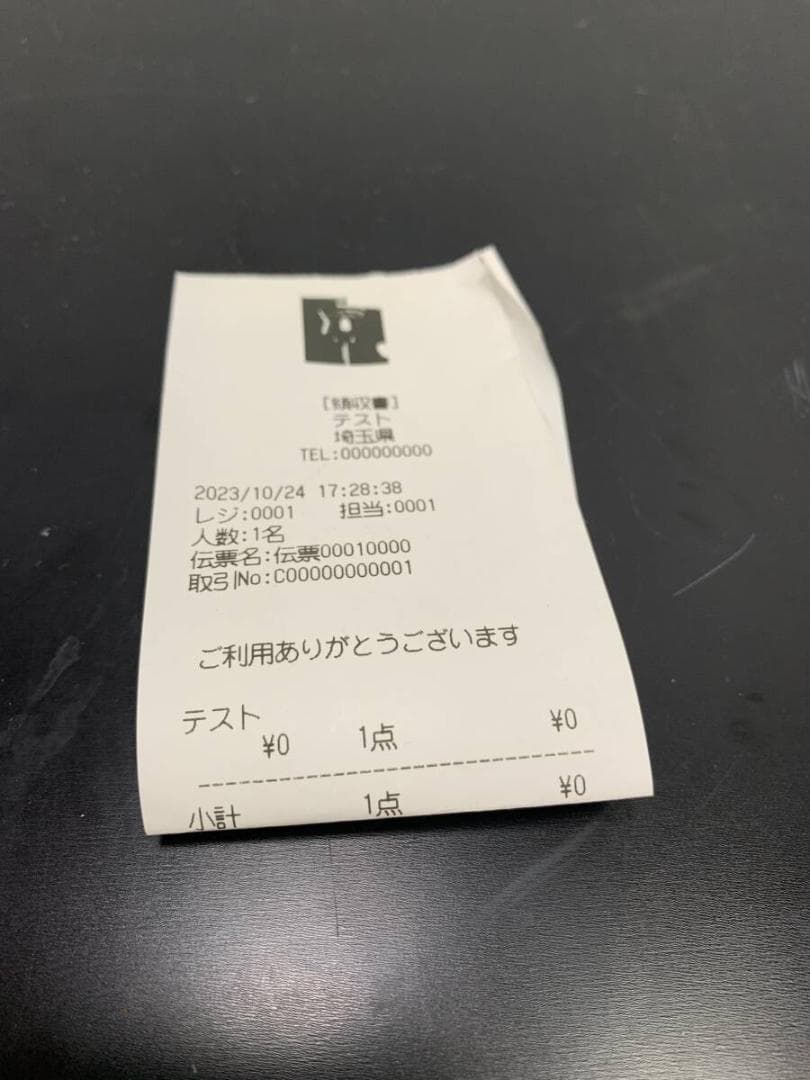 [領収書]
テスト
埼玉県
TEL:000000000
2023/10/24 17:28:38
レジ:0001 担当:0001
人数:1名
伝票名:伝票00010000
取引No:C00000000001
ご利用ありがとうございます
テスト
¥0 1点 ¥0
小計 1点 ¥0